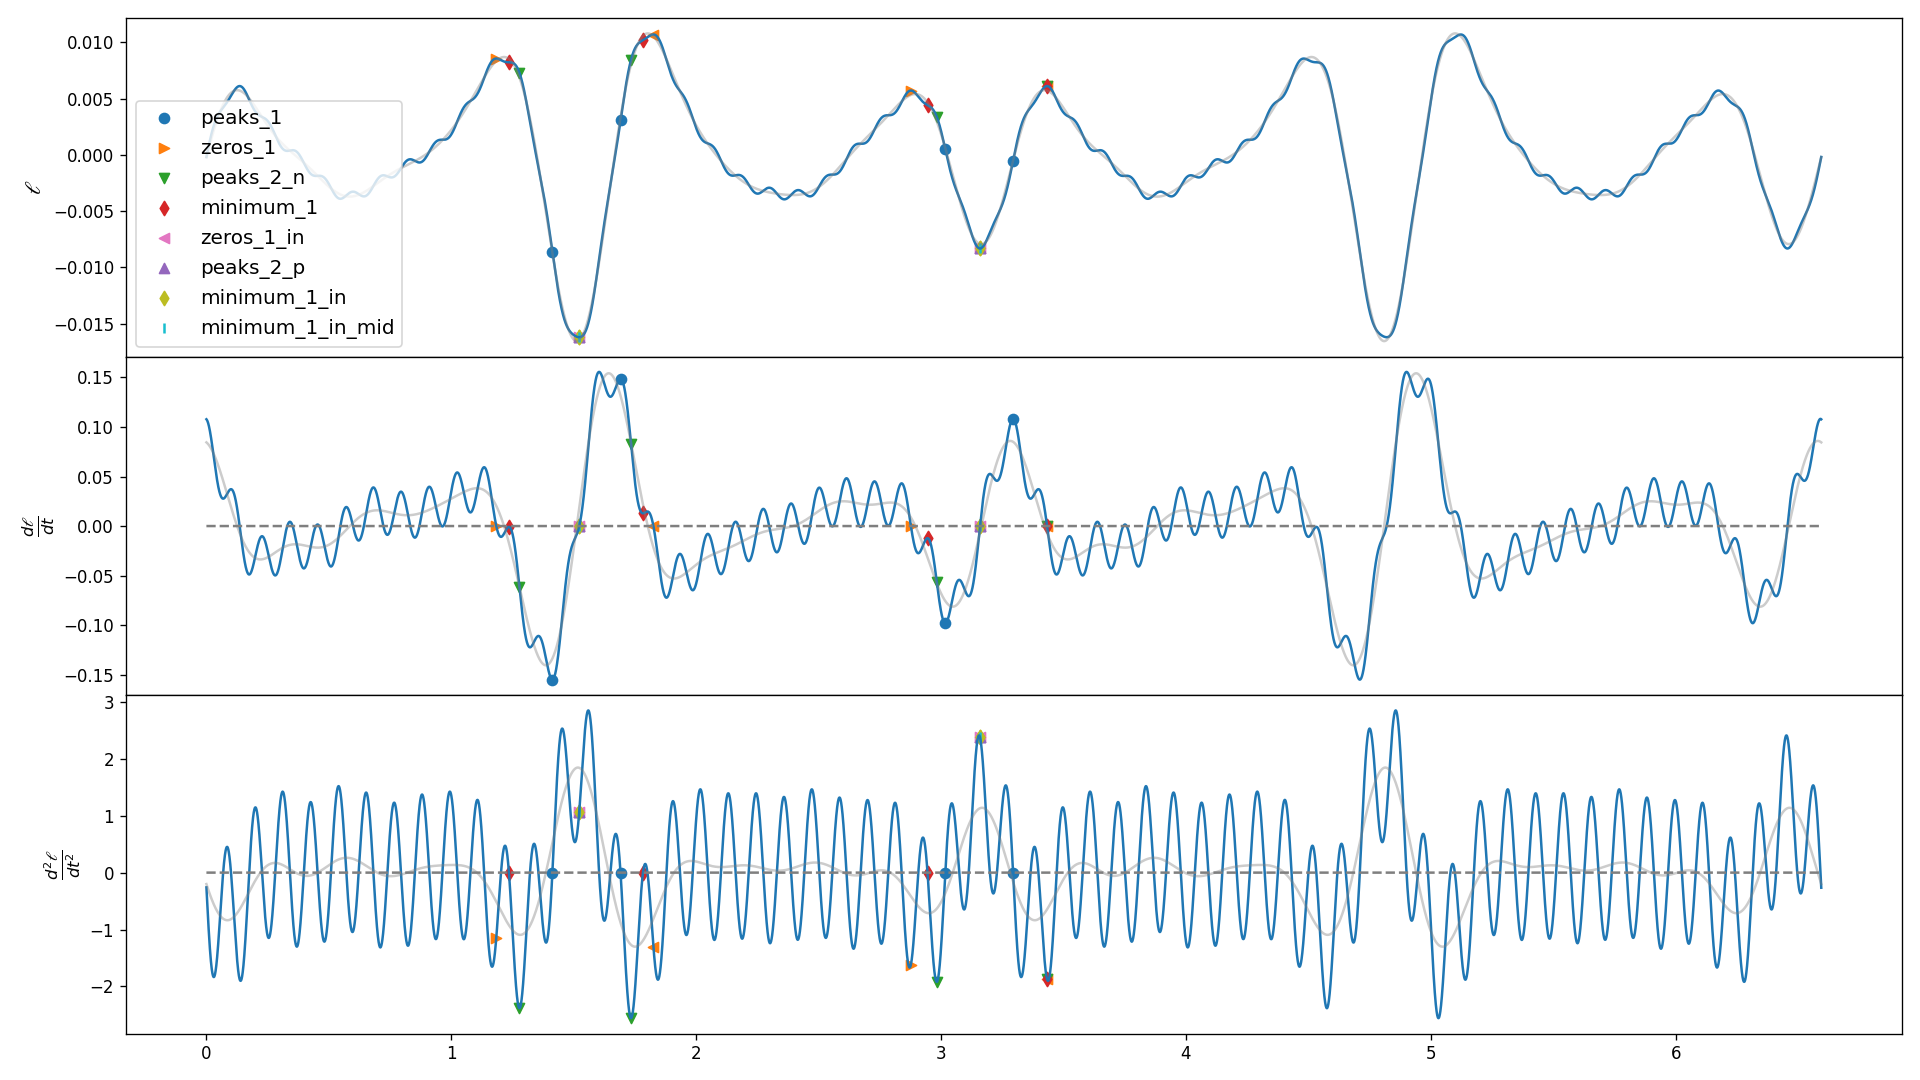 0.010
0.005
0.000
−0.005
−0.010
−0.015
ℓ
peaks_1
zeros_1
peaks_2_n
minimum_1
zeros_1_in
peaks_2_p
minimum_1_in
minimum_1_in_mid
0.15
0.10
0.05
0.00
−0.05
−0.10
−0.15
dℓ
dt
3
2
1
0
−1
−2
d²ℓ
dt²
0 1 2 3 4 5 6